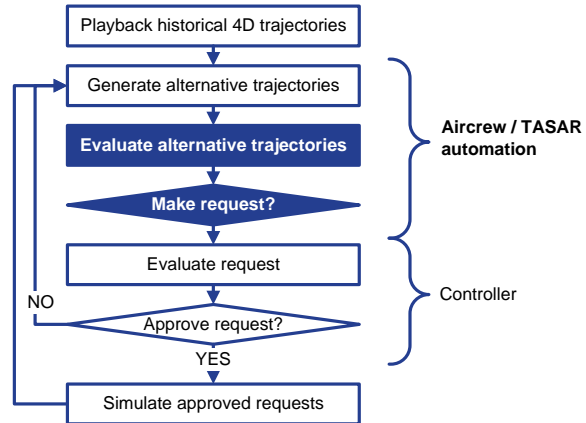 Playback historical 4D trajectories
Generate alternative trajectories
Evaluate alternative trajectories
Aircrew / TASAR
automation
Make request?
Evaluate request
NO
Controller
Approve request?
YES
Simulate approved requests